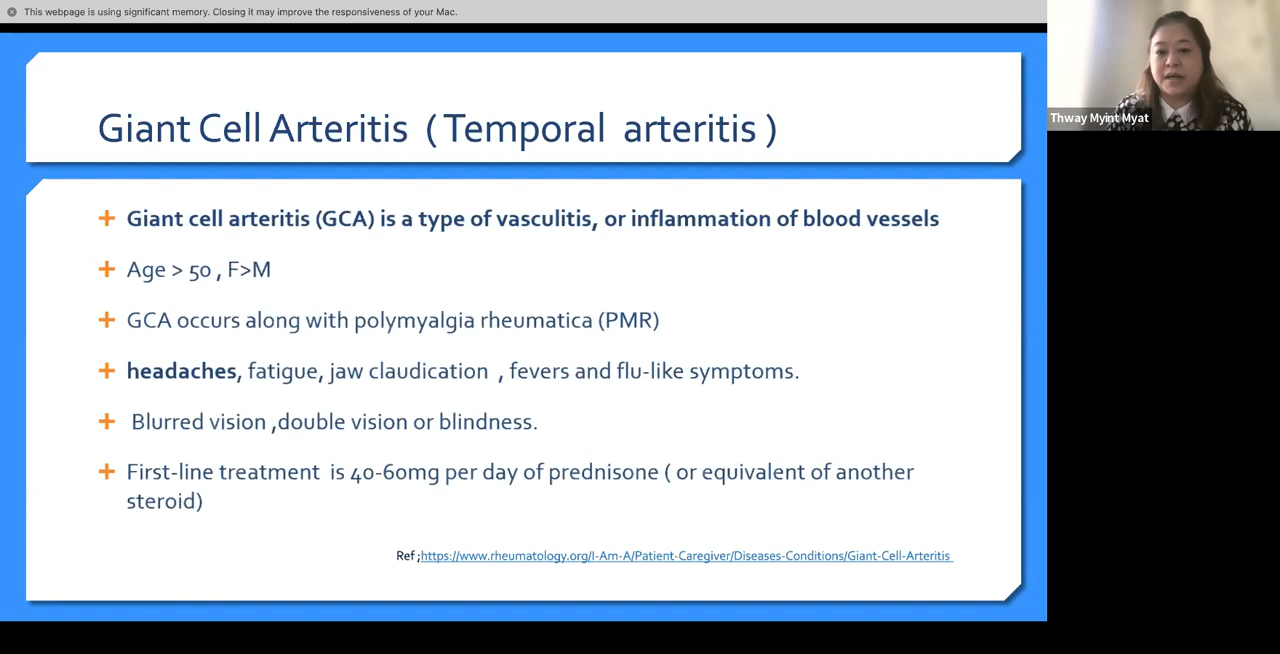 This webpage is using significant memory. Closing it may improve the responsiveness of your Mac.
Giant Cell Arteritis ( Temporal arteritis )
Thway Myint Myat
Giant cell arteritis (GCA) is a type of vasculitis, or inflammation of blood vessels
Age > 50 , F>M
GCA occurs along with polymyalgia rheumatica (PMR)
headaches, fatigue, jaw claudication , fevers and flu-like symptoms.
Blurred vision ,double vision or blindness.
First-line treatment is 40-60mg per day of prednisone ( or equivalent of another
steroid)
Ref ;https://www.rheumatology.org/I-Am-A/Patient-Caregiver/Diseases-Conditions/Giant-Cell-Arteritis